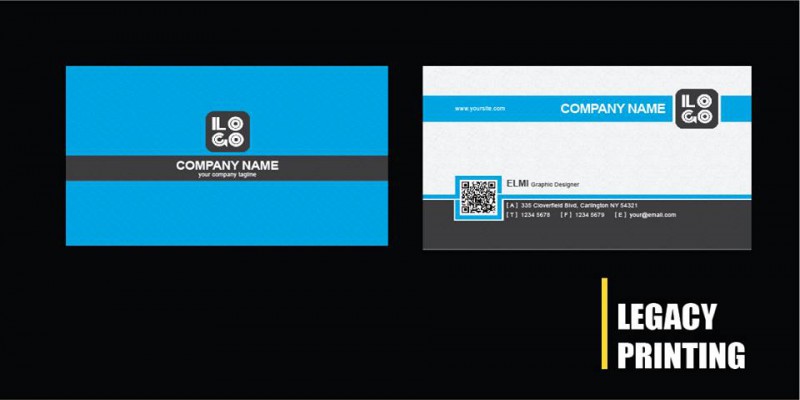 LO
GO
COMPANY NAME
your company tagline
www.yoursite.com
COMPANY NAME
LO
GO
ELMI Graphic Designer
[ A ] 335 Cloverfield Blvd, Carlington NY 54321
[ T ] 1234 5678 [ F ] 1234 5679 [ E ] your@email.com
LEGACY
PRINTING